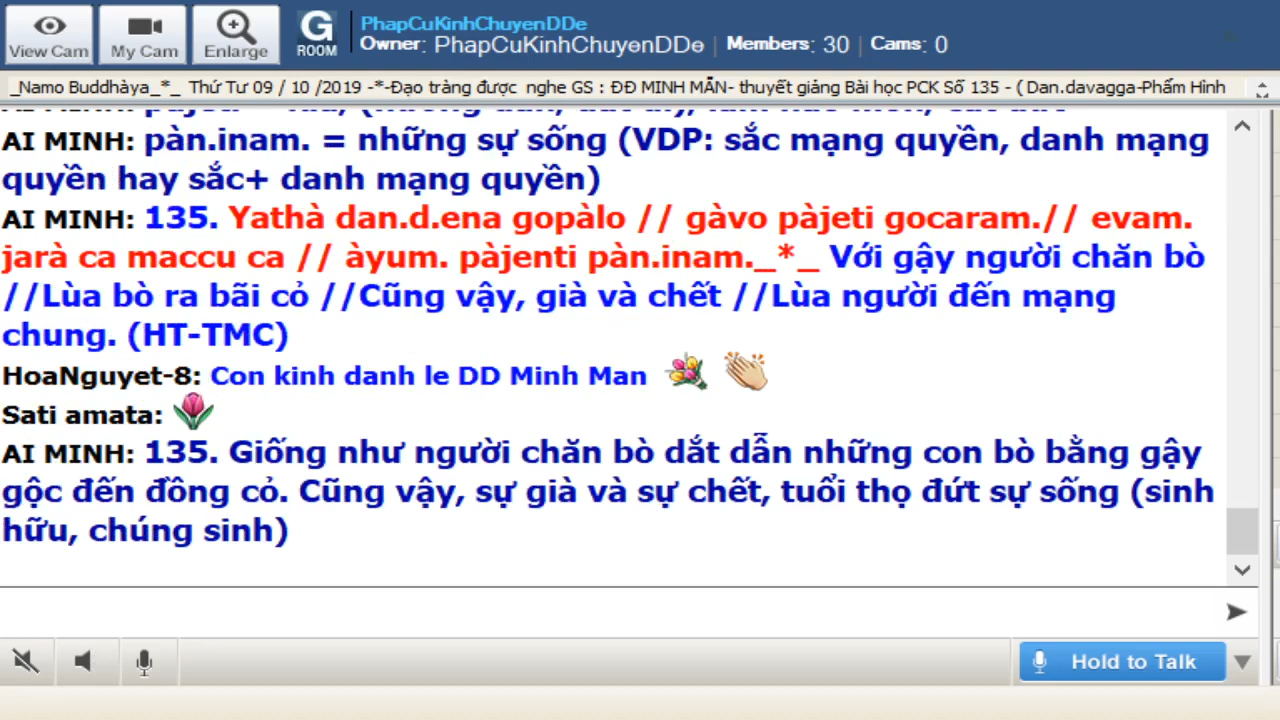 View Cam
My Cam
Enlarge
G
ROOM
PhapCuKinhChuyenDDe
Owner: PhapCuKinhChuyenDDe | Members: 30 | Cams: 0
_Namo Buddhàya_*_ Thứ Tư 09 / 10 /2019 -*-Đạo tràng được nghe GS : ĐĐ MINH MẪN- thuyết giảng Bài học PCK Số 135 - ( Dan.davagga-Phẩm Hình
AI MINH: pàn.inam. = những sự sống (VDP: sắc mạng quyền, danh mạng
quyền hay sắc+ danh mạng quyền)
AI MINH: 135. Yathà dan.d.ena gopàlo // gàvo pàjeti gocaram.// evam.
jarà ca maccu ca // àyum. pàjenti pàn.inam._*_ Với gậy người chăn bò
//Lùa bò ra bãi cỏ //Cũng vậy, già và chết //Lùa người đến mạng
chung. (HT-TMC)
HoaNguyet-8: Con kinh danh le DD Minh Man
Sati amata:
AI MINH: 135. Giống như người chăn bò dắt dẫn những con bò bằng gậy
gộc đến đồng cỏ. Cũng vậy, sự già và sự chết, tuổi thọ đứt sự sống (sinh
hữu, chúng sinh)
Hold to Talk